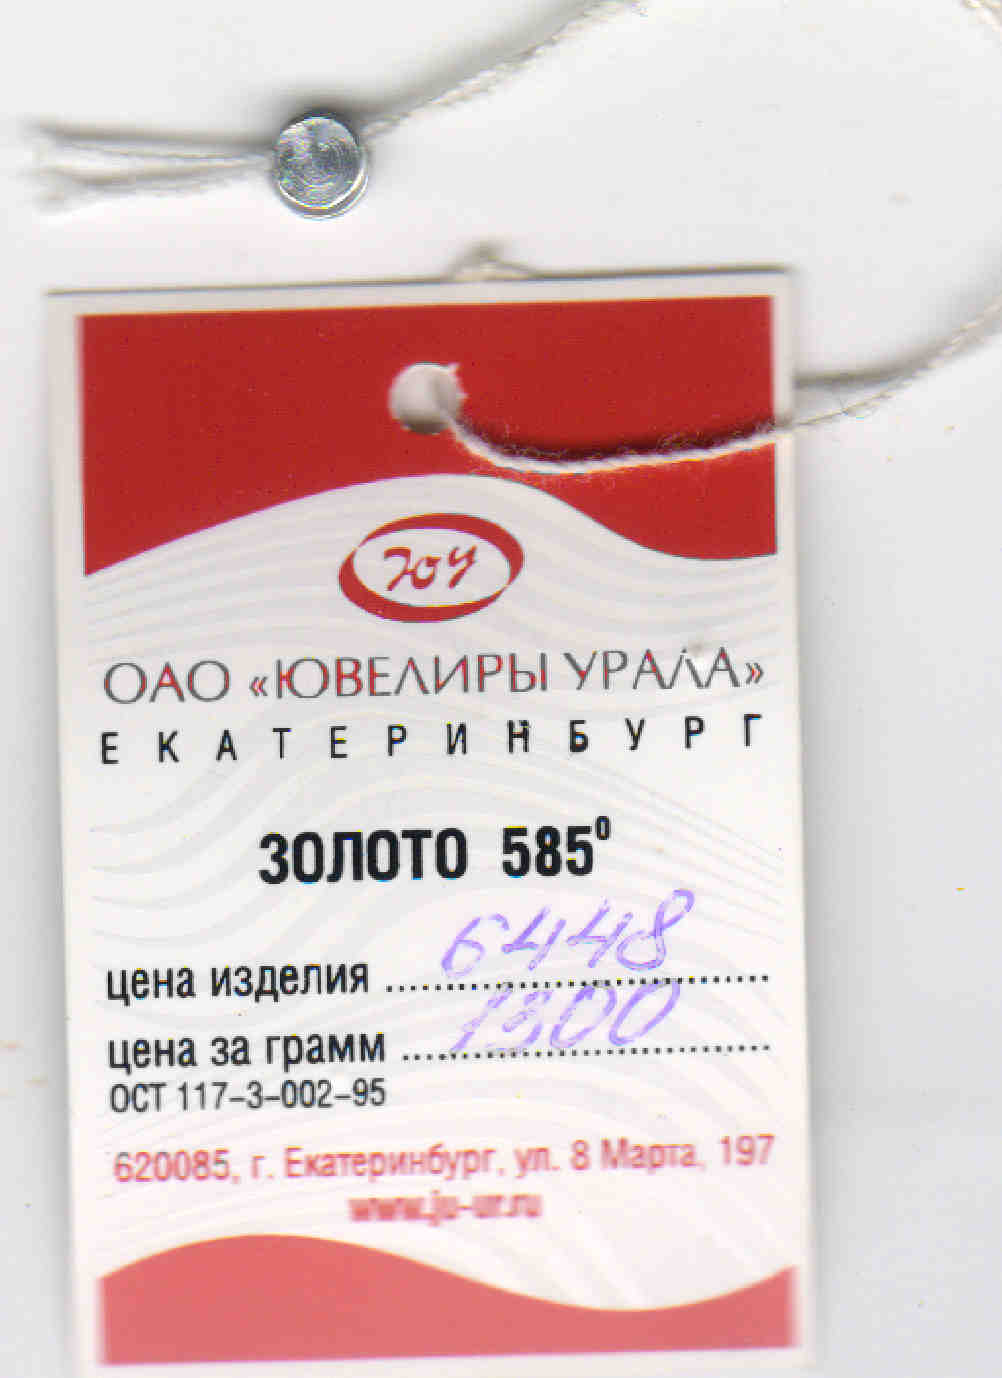 ЮУ
ОАО «ЮВЕЛИРЫ УРАЛА»
ЕКАТЕРИНБУРГ
ЗОЛОТО 585⁰
цена изделия 6448
цена за грамм 1300
ОСТ 117-3-002-95
620085, г. Екатеринбург, ул. 8 Марта, 197
www.ju-ur.ru